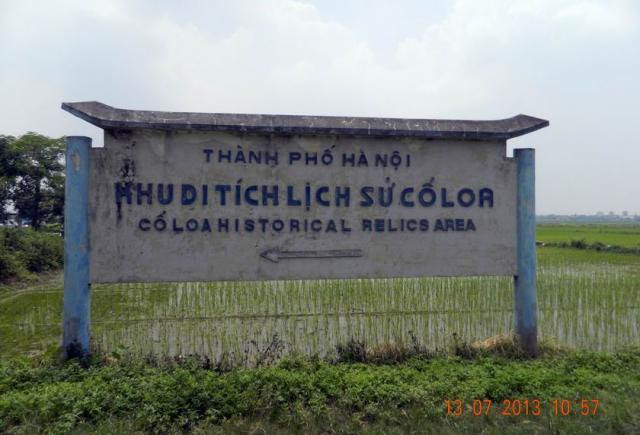 THÀNH PHỐ HÀ NỘI
KHU DI TÍCH LỊCH SỬ CỔ LOA
CỔ LOA HISTORICAL RELICS AREA
13 07 2013 10:57